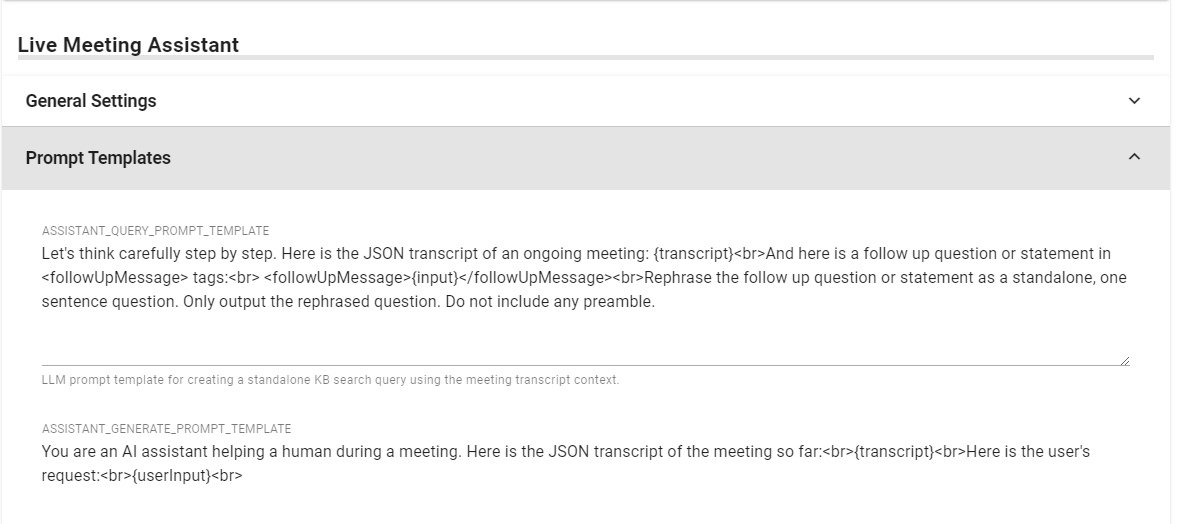 Live Meeting Assistant
General Settings
Prompt Templates
ASSISTANT_QUERY_PROMPT_TEMPLATE
Let's think carefully step by step. Here is the JSON transcript of an ongoing meeting: {transcript}<br>And here is a follow up question or statement in
<followUpMessage> tags:<br> <followUpMessage>{input}</followUpMessage><br>Rephrase the follow up question or statement as a standalone, one
sentence question. Only output the rephrased question. Do not include any preamble.
LLM prompt template for creating a standalone KB search query using the meeting transcript context.
ASSISTANT_GENERATE_PROMPT_TEMPLATE
You are an AI assistant helping a human during a meeting. Here is the JSON transcript of the meeting so far:<br>{transcript}<br>Here is the user's
request:<br>{userInput}<br>